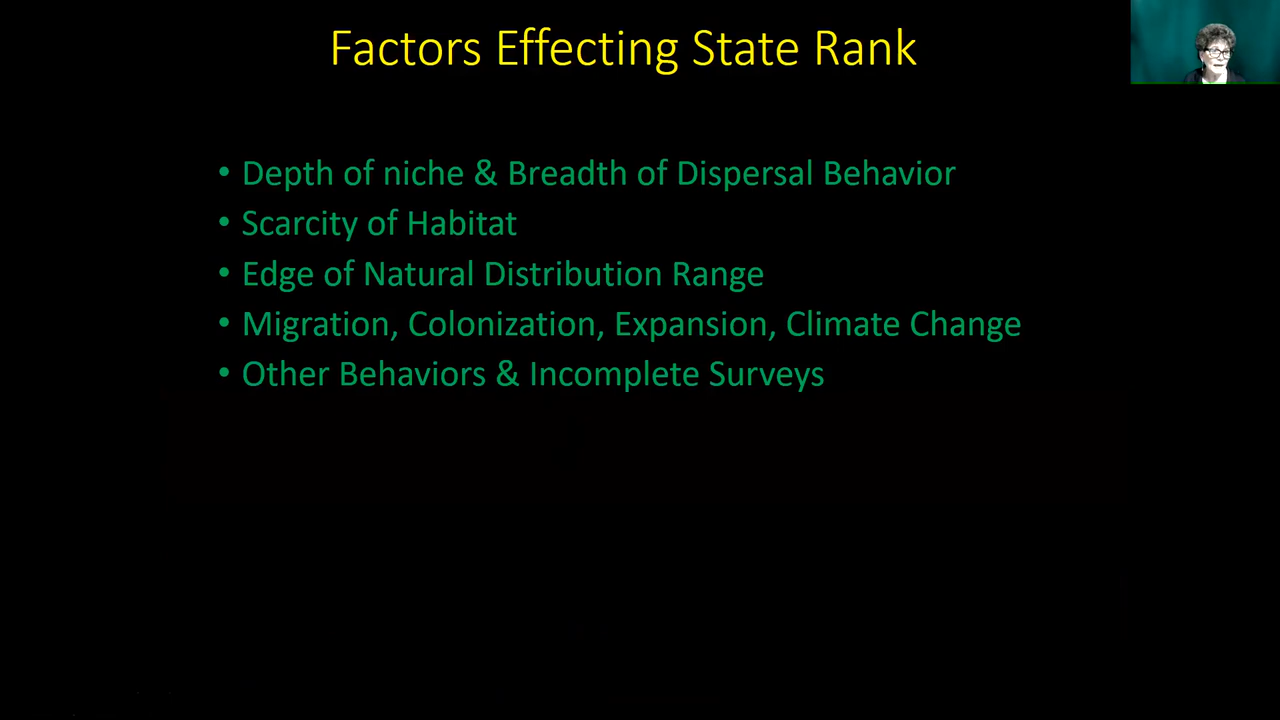 Factors Effecting State Rank
• Depth of niche & Breadth of Dispersal Behavior
• Scarcity of Habitat
• Edge of Natural Distribution Range
• Migration, Colonization, Expansion, Climate Change
• Other Behaviors & Incomplete Surveys